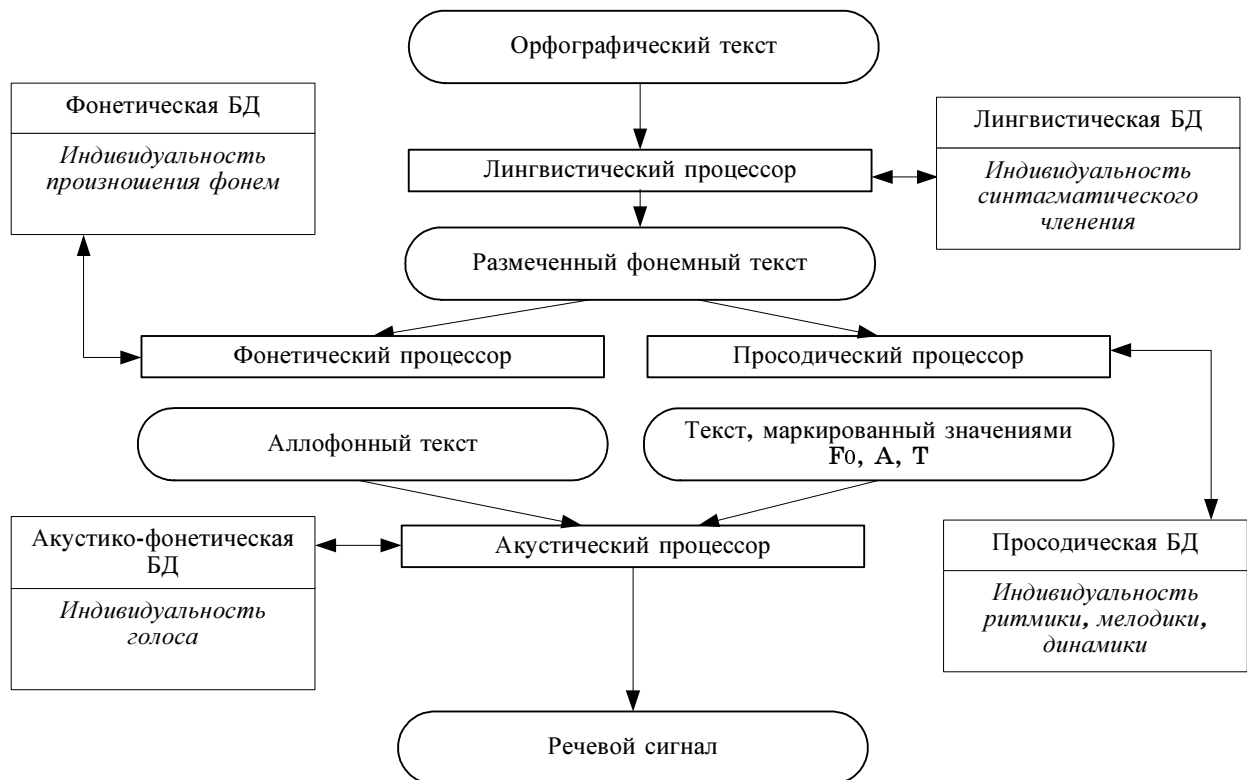 Орфографический текст
Фонетическая БД
Индивидуальность
произношения фонем
Лингвистическая БД
Индивидуальность
синтагматического
членения
Лингвистический процессор
Размеченный фонемный текст
Фонетический процессор
Просодический процессор
Аллофонный текст
Текст, маркированный значениями
F0, A, T
Акустико-фонетическая
БД
Индивидуальность
голоса
Акустический процессор
Просодическая БД
Индивидуальность
ритмики, мелодики,
динамики
Речевой сигнал